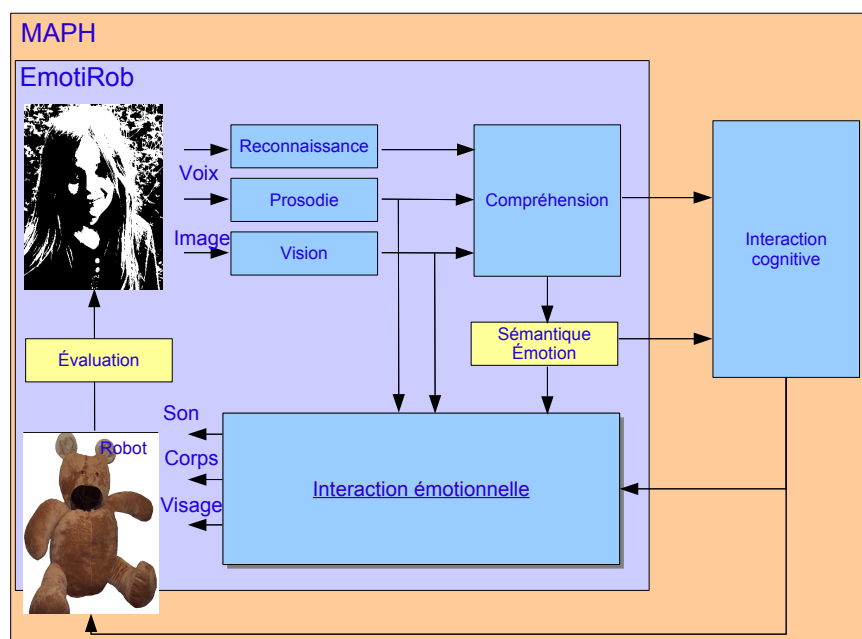 MAPH
EmotiRob
Reconnaissance
Voix
Prosodie
Image
Vision
Compréhension
Interaction
cognitive
Sémantique
Émotion
Évaluation
Son
Robot
Corps
Visage
Interaction émotionnelle